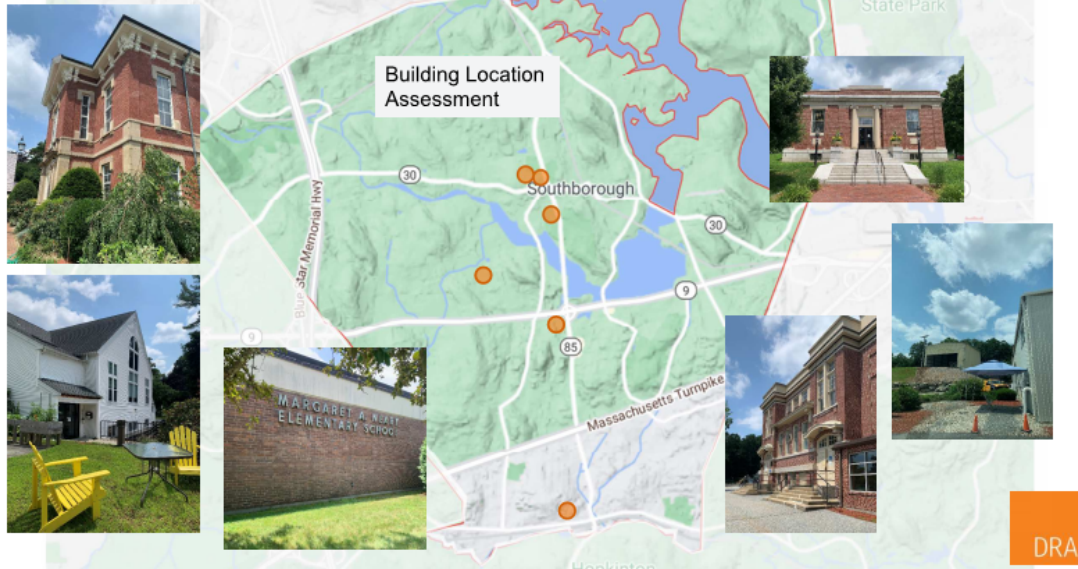 State Park
Building Location
Assessment
30
Southborough
30
Blue Star Memorial Hwy
9
9
85
MARGARET A. NEARY
ELEMENTARY SCHOOL
Massachusetts Turnpike
Hopkinton
DRA